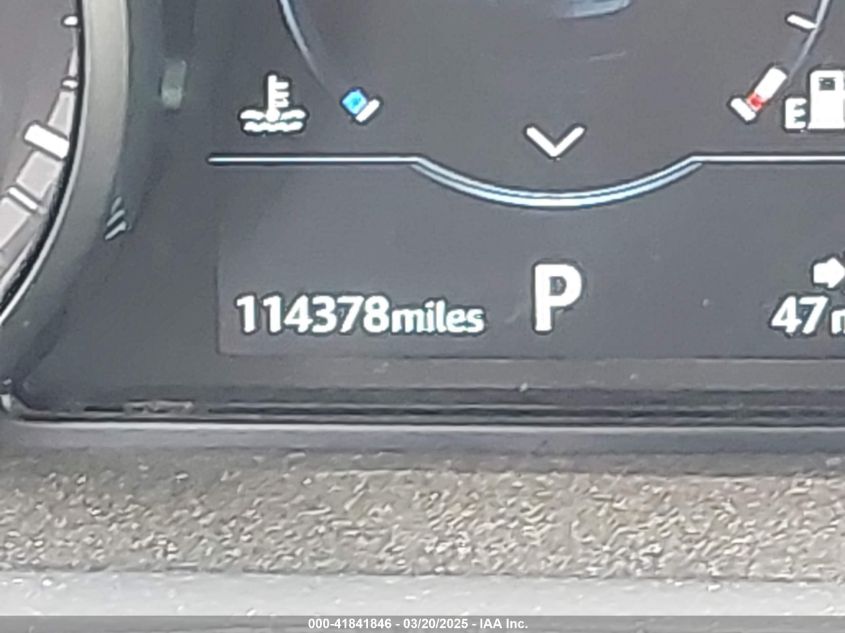 E
114378miles P
47
000-41841846 - 03/20/2025 - IAA Inc.